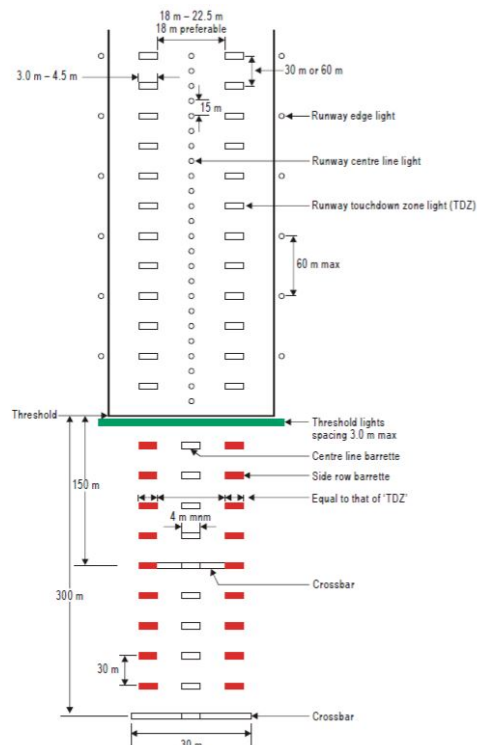 18 m – 22.5 m
18 m preferable
3.0 m – 4.5 m
30 m or 60 m
15 m
Runway edge light
Runway centre line light
Runway touchdown zone light (TDZ)
60 m max
Threshold
Threshold lights
spacing 3.0 m max
Centre line barrette
150 m
Side row barrette
Equal to that of 'TDZ'
4 m mnm
300 m
Crossbar
30 m
Crossbar
30 m